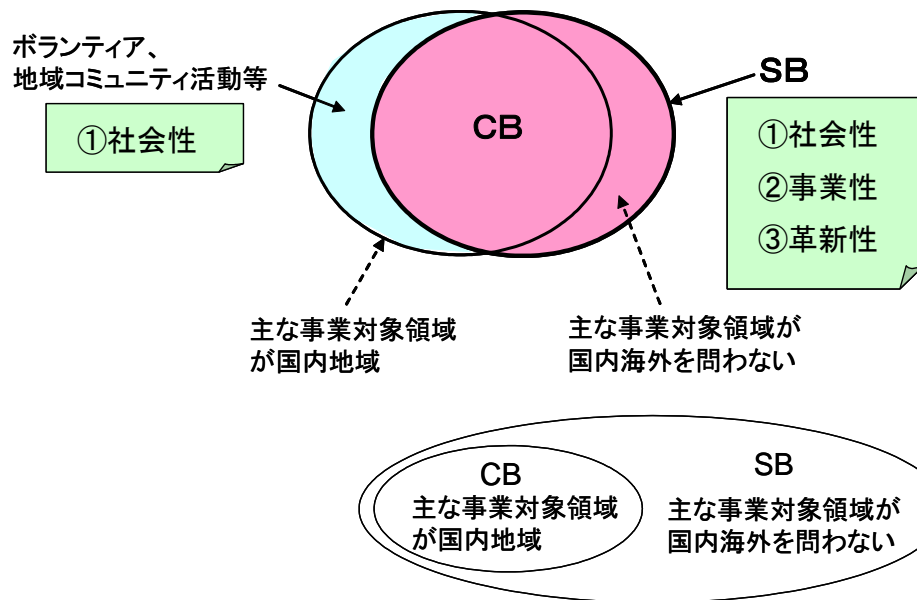 ボランティア、
地域コミュニティ活動等
①社会性
CB
SB
①社会性
②事業性
③革新性
主な事業対象領域
が国内地域
主な事業対象領域が
国内海外を問わない
CB
主な事業対象領域
が国内地域
SB
主な事業対象領域が
国内海外を問わない